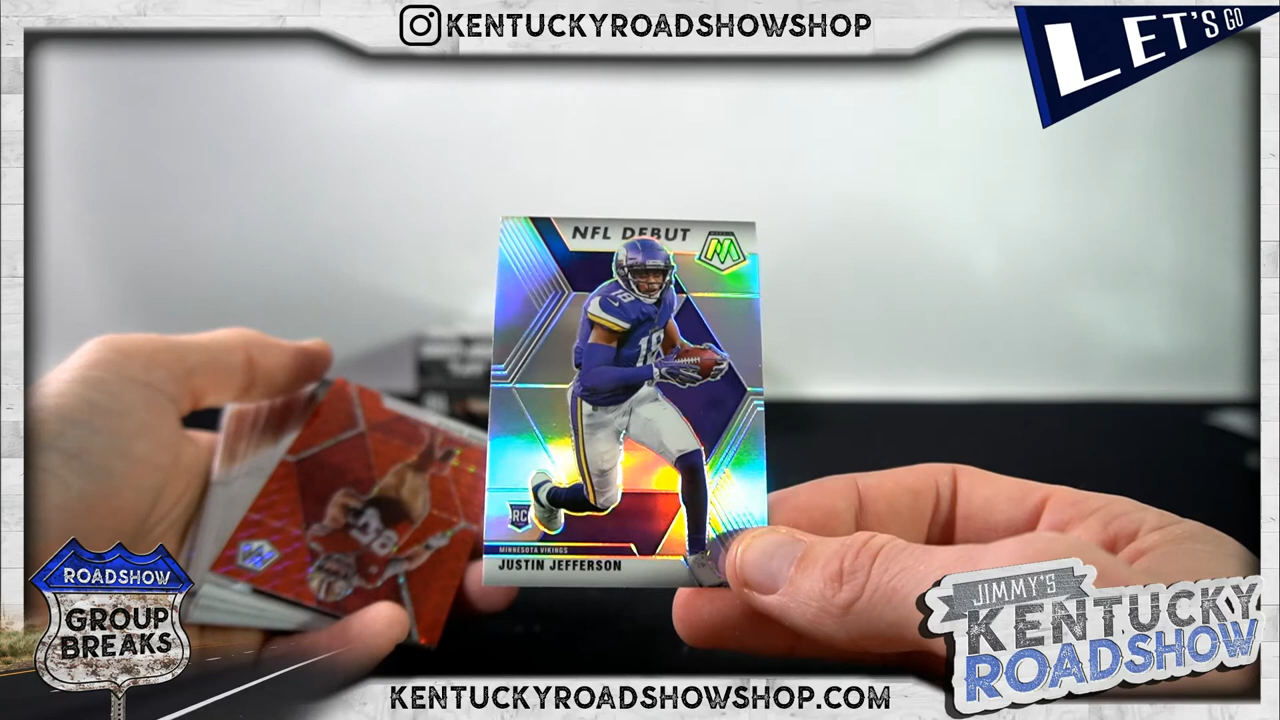 KENTUCKYROADSHOWSHOP
LET'S GO
NFL DEBUT
M
18
18
RC
MINNESOTA VIKINGS
JUSTIN JEFFERSON
ROADSHOW
GROUP
BREAKS
JIMMY'S
KENTUCKY
ROADSHOW
KENTUCKYROADSHOWSHOP.COM